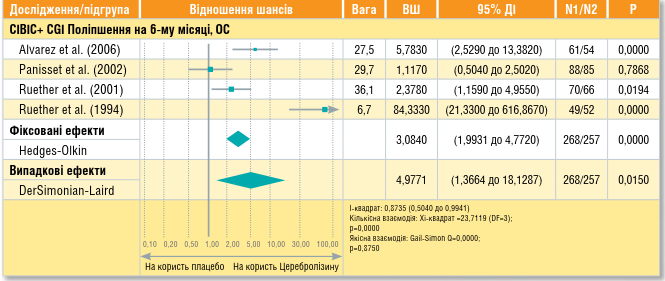 Дослідження/підгрупа Відношення шансів Вага ВШ 95% ДІ N1/N2 P
CIBIC+ CGI Поліпшення на 6-му місяці, ОС
Alvarez et al. (2006) 27,5 5,7830 (2,5290 до 13,3820) 61/54 0,0000
Panisset et al. (2002) 29,7 1,1170 (0,5040 до 2,5020) 88/85 0,7868
Ruether et al. (2001) 36,1 2,3780 (1,1590 до 4,9550) 70/66 0,0194
Ruether et al. (1994) 6,7 84,3330 (21,3300 до 616,8670) 49/52 0,0000
Фіксовані ефекти
Hedges-Olkin 3,0840 (1,9931 до 4,7720) 268/257 0,0000
Випадкові ефекти
DerSimonian-Laird 4,9771 (1,3664 до 18,1287) 268/257 0,0150
І-квадрат: 0,8735 (0,5040 до 0,9941)
Кількісна взаємодія: Хі-квадрат =23,7119 (DF=3);
p=0,0000
Якісна взаємодія: Gail-Simon Q=0,0000;
p=0,8750
0,10 0,20 0,50 1,00 2,00 5,00 10,00 30,00 100,00
На користь плацебо На користь Церебролізину